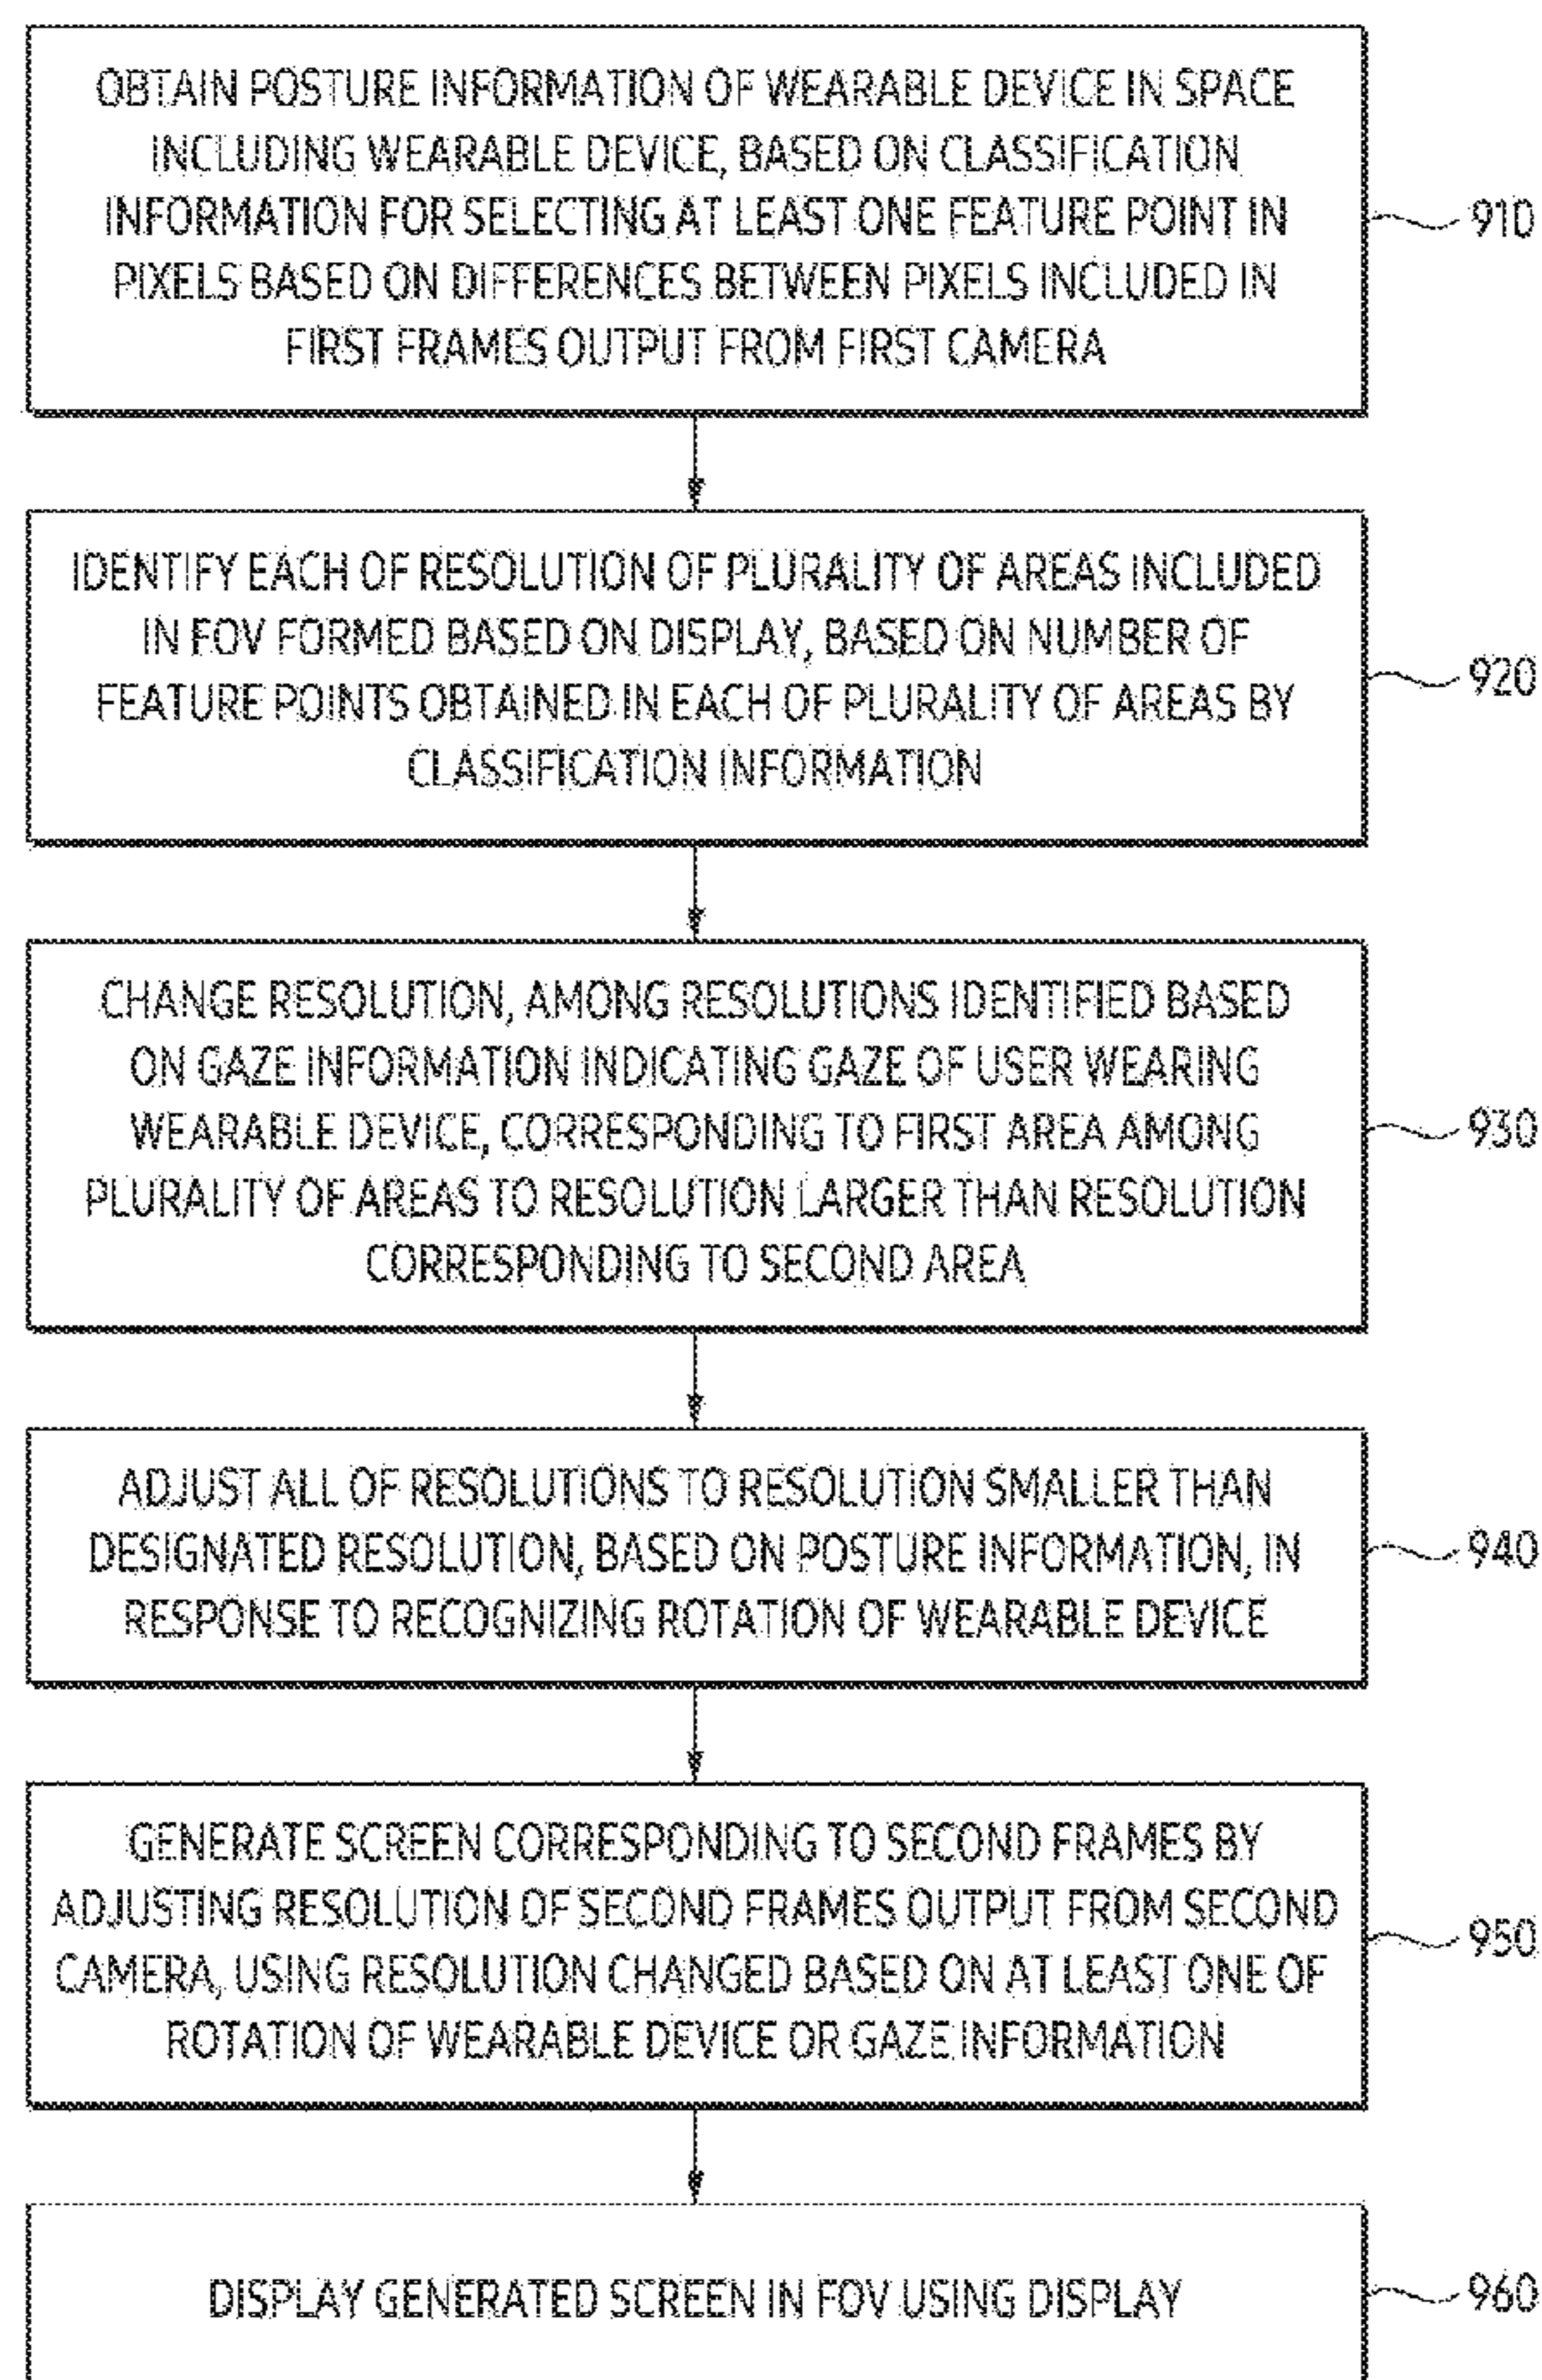 OBTAIN POSTURE INFORMATION OF WEARABLE DEVICE IN SPACE
INCLUDING WEARABLE DEVICE, BASED ON CLASSIFICATION
INFORMATION FOR SELECTING AT LEAST ONE FEATURE POINT IN
PIXELS BASED ON DIFFERENCES BETWEEN PIXELS INCLUDED IN
FIRST FRAMES OUTPUT FROM FIRST CAMERA
910
IDENTIFY EACH OF RESOLUTION OF PLURALITY OF AREAS INCLUDED
IN FOV FORMED BASED ON DISPLAY, BASED ON NUMBER OF
FEATURE POINTS OBTAINED IN EACH OF PLURALITY OF AREAS BY
CLASSIFICATION INFORMATION
920
CHANGE RESOLUTION, AMONG RESOLUTIONS IDENTIFIED BASED
ON GAZE INFORMATION INDICATING GAZE OF USER WEARING
WEARABLE DEVICE, CORRESPONDING TO FIRST AREA AMONG
PLURALITY OF AREAS TO RESOLUTION LARGER THAN RESOLUTION
CORRESPONDING TO SECOND AREA
930
ADJUST ALL OF RESOLUTIONS TO RESOLUTION SMALLER THAN
DESIGNATED RESOLUTION, BASED ON POSTURE INFORMATION, IN
RESPONSE TO RECOGNIZING ROTATION OF WEARABLE DEVICE
940
GENERATE SCREEN CORRESPONDING TO SECOND FRAMES BY
ADJUSTING RESOLUTION OF SECOND FRAMES OUTPUT FROM SECOND
CAMERA, USING RESOLUTION CHANGED BASED ON AT LEAST ONE OF
ROTATION OF WEARABLE DEVICE OR GAZE INFORMATION
950
DISPLAY GENERATED SCREEN IN FOV USING DISPLAY
960